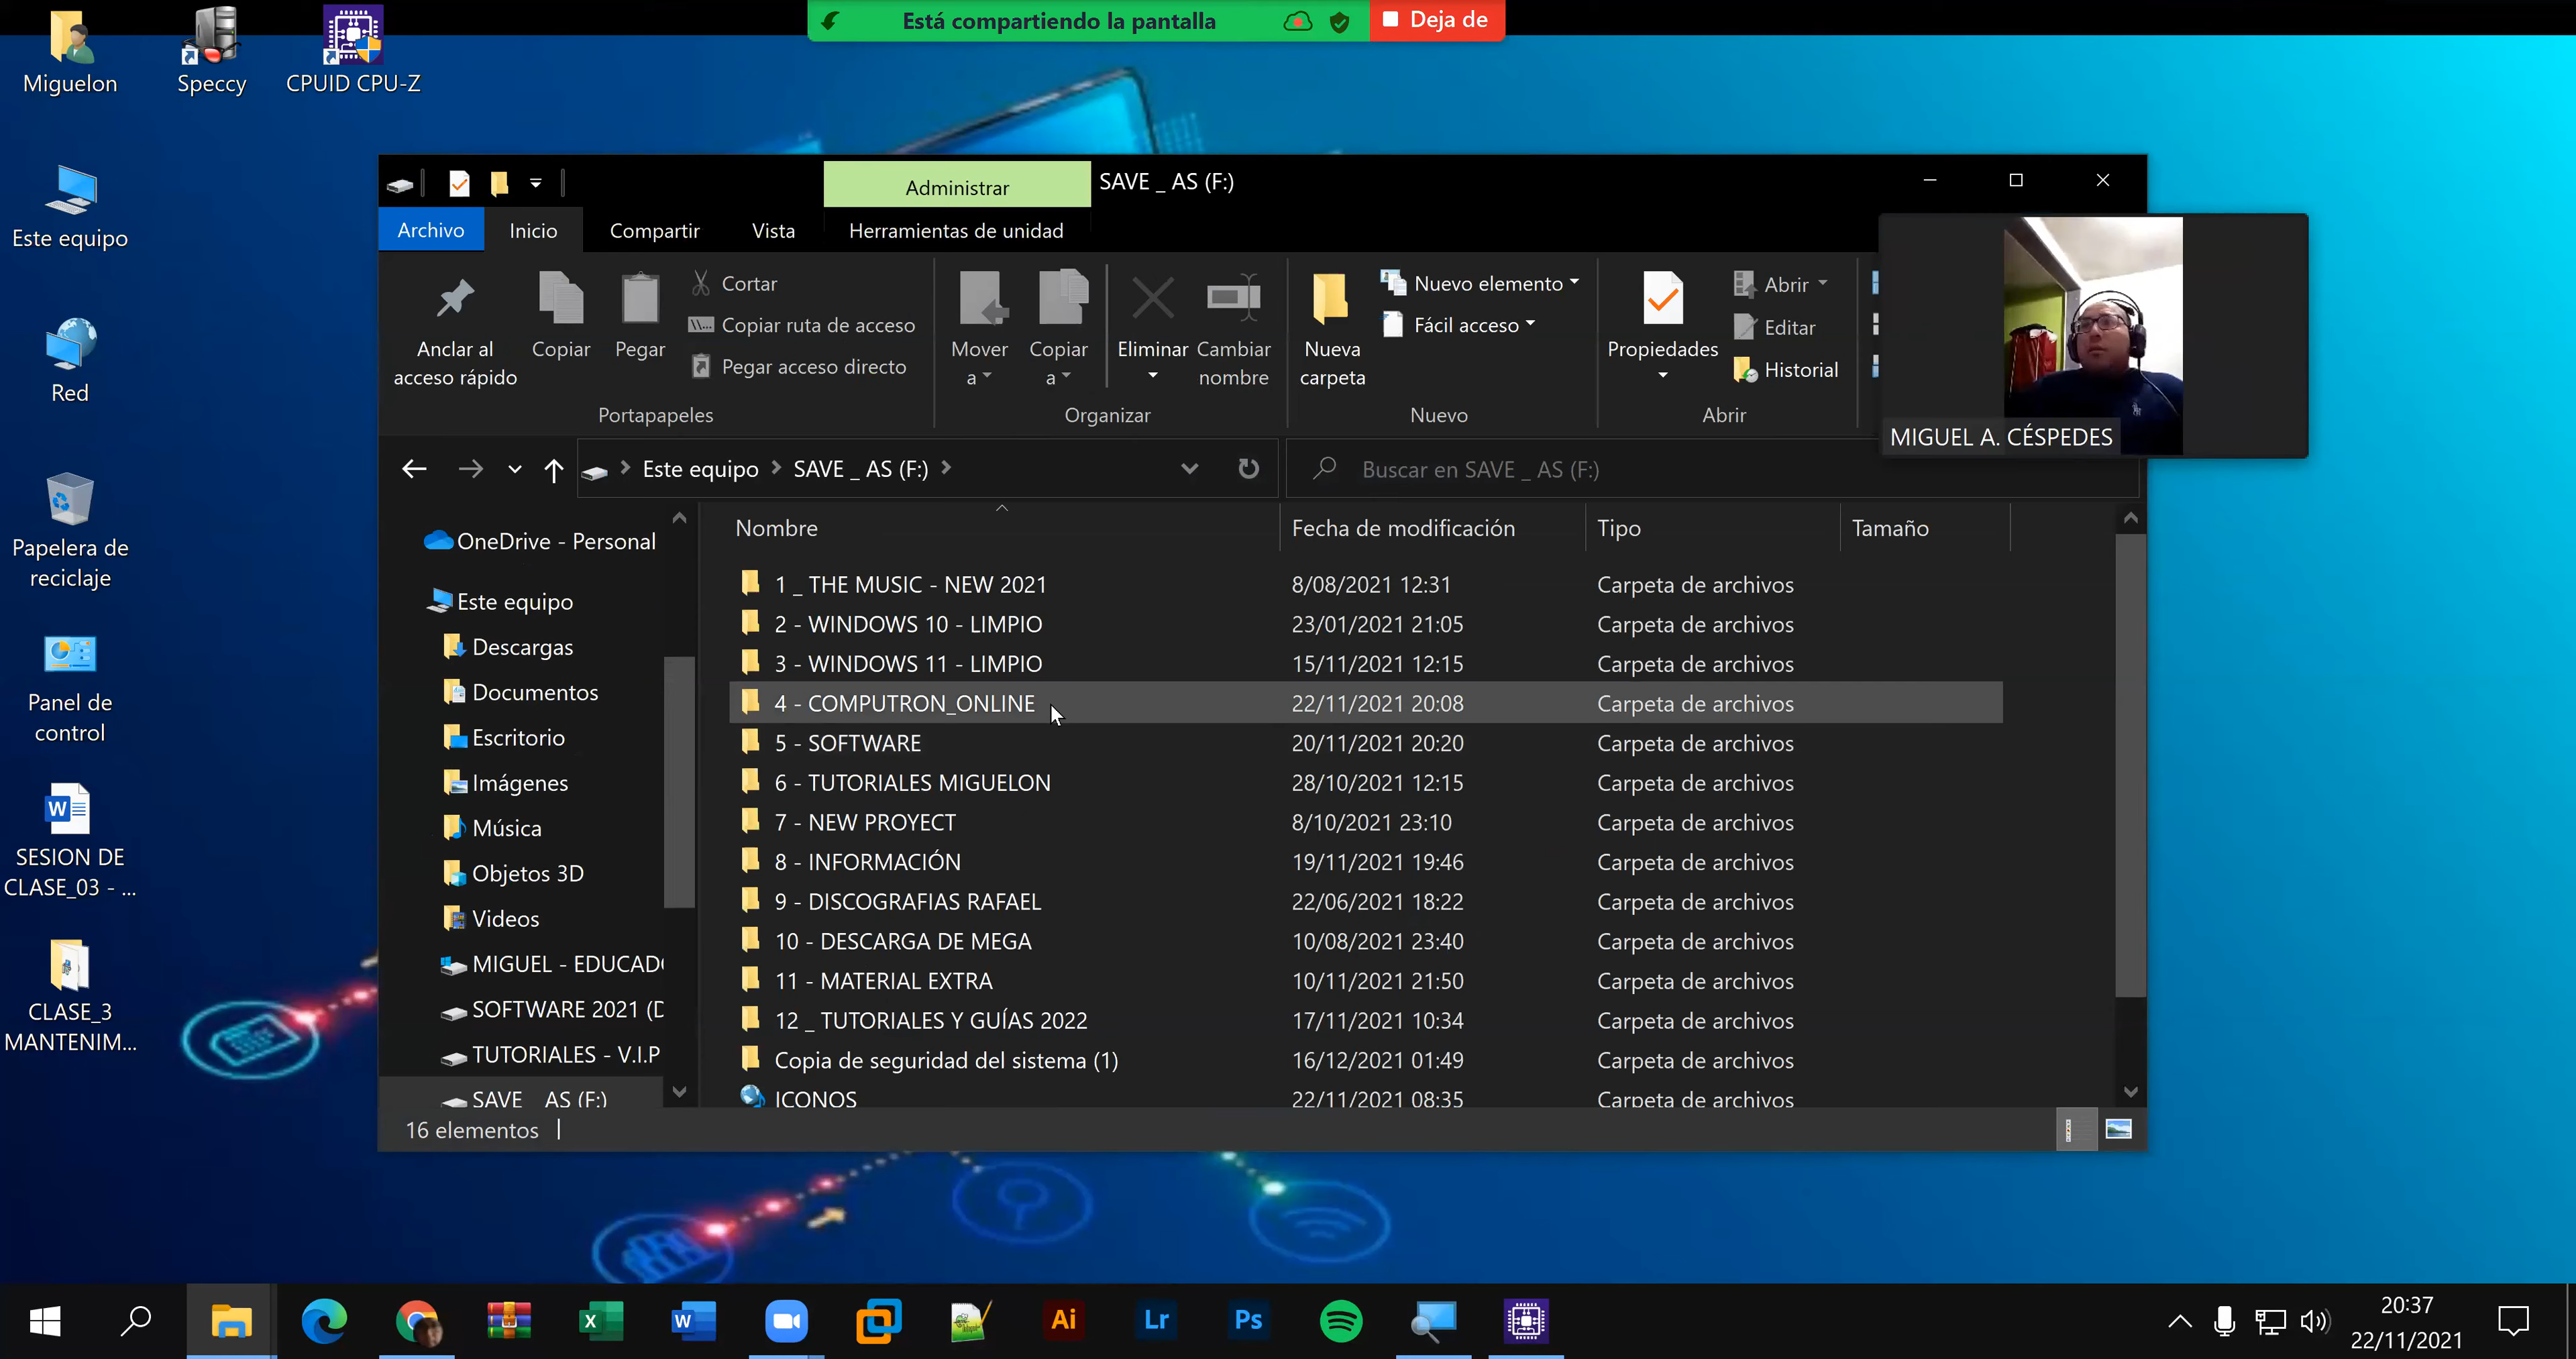 Está compartiendo la pantalla
Deja de
Miguelon
Speccy
CPUID CPU-Z
Este equipo
Red
Papelera de
reciclaje
Panel de
control
SESION DE
CLASE_03 - ...
CLASE_3
MANTENIM...
Administrar
SAVE _ AS (F:)
Archivo
Inicio
Compartir
Vista
Herramientas de unidad
Anclar al
acceso rápido
Copiar
Pegar
Cortar
Copiar ruta de acceso
Pegar acceso directo
Portapapeles
Mover
a
Copiar
a
Eliminar
Cambiar
nombre
Organizar
Nueva
carpeta
Nuevo elemento
Fácil acceso
Nuevo
Propiedades
Abrir
Editar
Historial
Abrir
MIGUEL A. CÉSPEDES
Este equipo
SAVE _ AS (F:)
Buscar en SAVE _ AS (F:)
OneDrive - Personal
Este equipo
Descargas
Documentos
Escritorio
Imágenes
Música
Objetos 3D
Videos
MIGUEL - EDUCADO
SOFTWARE 2021 (D
TUTORIALES - V.I.P
SAVE _ AS (F:)
Nombre Fecha de modificación Tipo Tamaño
1 _ THE MUSIC - NEW 2021 8/08/2021 12:31 Carpeta de archivos
2 - WINDOWS 10 - LIMPIO 23/01/2021 21:05 Carpeta de archivos
3 - WINDOWS 11 - LIMPIO 15/11/2021 12:15 Carpeta de archivos
4 - COMPUTRON_ONLINE 22/11/2021 20:08 Carpeta de archivos
5 - SOFTWARE 20/11/2021 20:20 Carpeta de archivos
6 - TUTORIALES MIGUELON 28/10/2021 12:15 Carpeta de archivos
7 - NEW PROYECT 8/10/2021 23:10 Carpeta de archivos
8 - INFORMACIÓN 19/11/2021 19:46 Carpeta de archivos
9 - DISCOGRAFIAS RAFAEL 22/06/2021 18:22 Carpeta de archivos
10 - DESCARGA DE MEGA 10/08/2021 23:40 Carpeta de archivos
11 - MATERIAL EXTRA 10/11/2021 21:50 Carpeta de archivos
12 _ TUTORIALES Y GUÍAS 2022 17/11/2021 10:34 Carpeta de archivos
Copia de seguridad del sistema (1) 16/12/2021 01:49 Carpeta de archivos
ICONOS 22/11/2021 08:35 Carpeta de archivos
16 elementos
Ai
Lr
Ps
20:37
22/11/2021